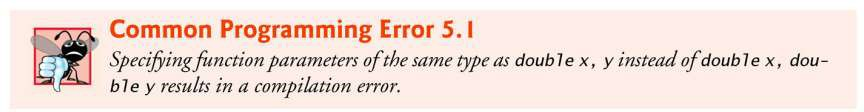 Common Programming Error 5.1
Specifying function parameters of the same type as double x, y instead of double x, dou-
ble y results in a compilation error.